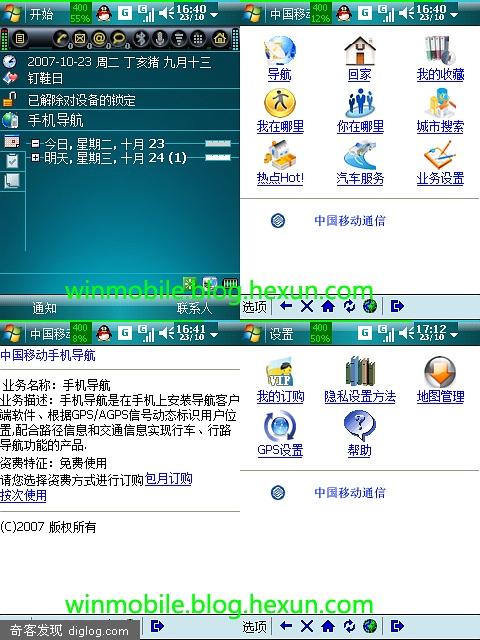 开始
400
55%
G
G
16:40
23/10
2007-10-23 周二 丁亥猪 九月十三
钉鞋日
已解除对设备的锁定
手机导航
今日, 星期二, 十月 23
明天, 星期三, 十月 24 (1)
通知
联系人
中国移动
400
12%
G
G
16:40
23/10
导航
回家
我的收藏
我在哪里
你在哪里
城市搜索
热点Hot!
汽车服务
业务设置
中国移动通信
选项
winmobile.blog.hexun.com
中国移动
400
8%
G
G
16:41
23/10
中国移动手机导航
业务名称: 手机导航
业务描述: 手机导航是在手机上安装导航客户
端软件、根据GPS/AGPS信号动态标识用户位
置,配合路径信息和交通信息实现行车、行路
导航功能的产品.
资费特征: 免费使用
请您选择资费方式进行订购包月订购
按次使用
(C)2007 版权所有
设置
400
50%
G
G
17:12
23/10
VIP
我的订购
隐私设置方法
地图管理
GPS设置
帮助
中国移动通信
选项
winmobile.blog.hexun.com
奇客发现 diglog.com